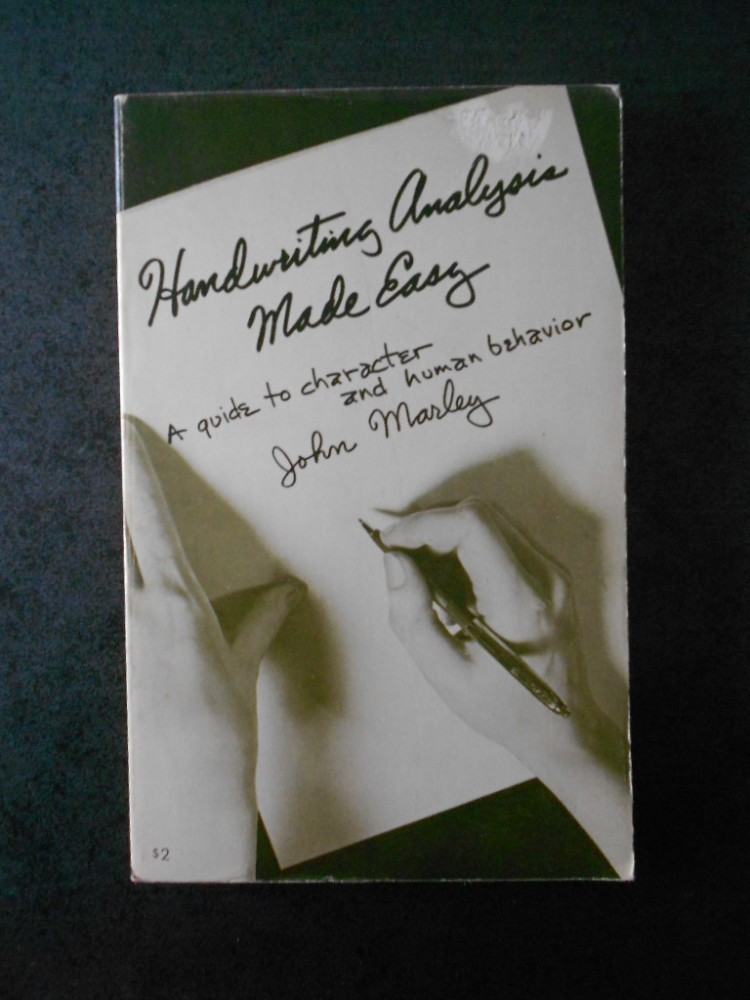 Handwriting Analysis
Made Easy
A guide to character
and human behavior
John Marley
$2